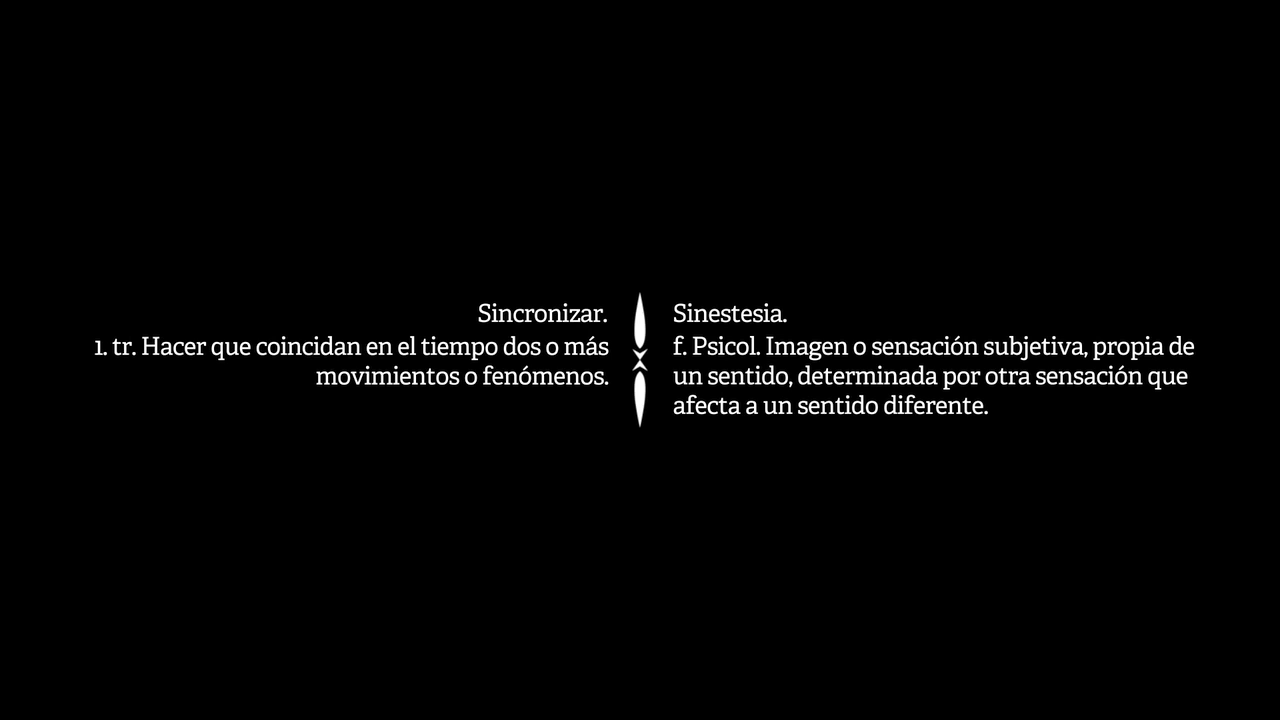 Sincronizar.
1. tr. Hacer que coincidan en el tiempo dos o más
movimientos o fenómenos.
Sinestesia.
f. Psicol. Imagen o sensación subjetiva, propia de
un sentido, determinada por otra sensación que
afecta a un sentido diferente.